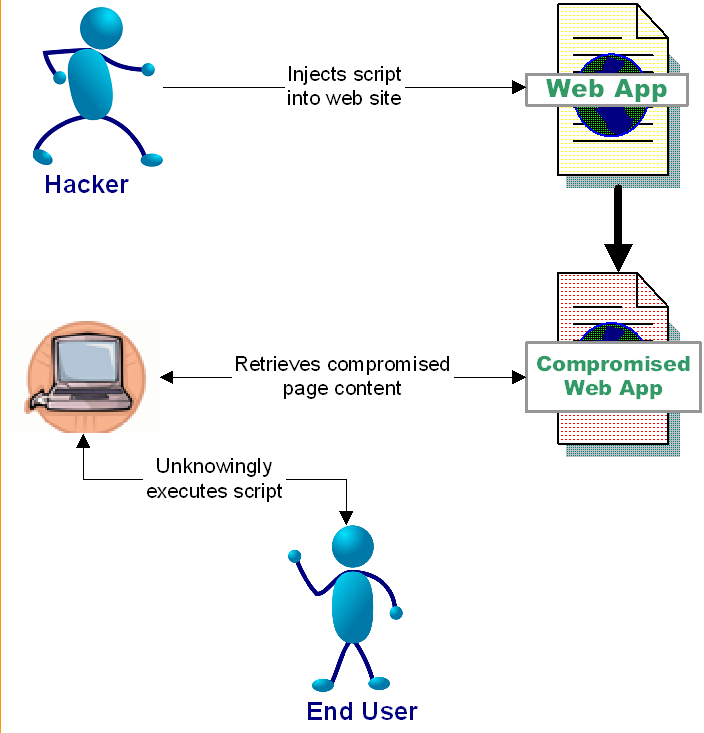 Injects script
into web site
Web App
Hacker
Retrieves compromised
page content
Compromised
Web App
Unknowingly
executes script
End User